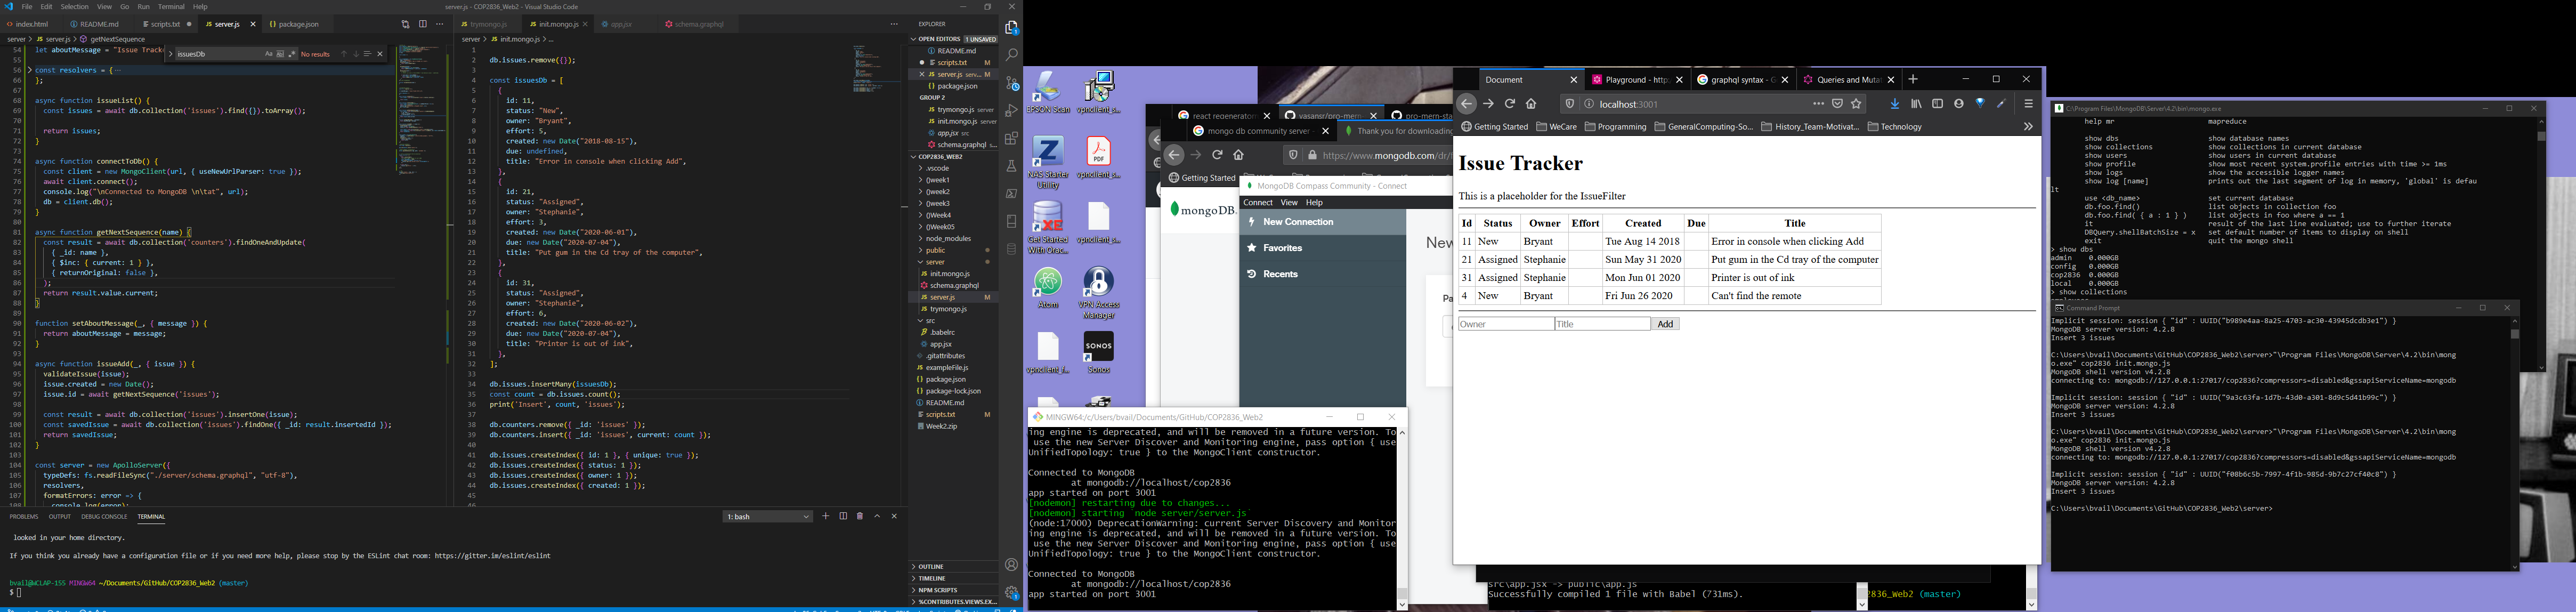 File Edit Selection View Go Run Terminal Help
server.js - COP2836_Web2 - Visual Studio Code
index.html README.md scripts.txt server.js package.json
server > server.js > getNextSequence
issuesDb
No results
54 let aboutMessage = "Issue Track
55
56 const resolvers = {
66 };
67
68 async function issueList() {
69 const issues = await db.collection('issues').find({}).toArray();
70
71 return issues;
72 }
73
74 async function connectToDb() {
75 const client = new MongoClient(url, { useNewUrlParser: true });
76 await client.connect();
77 console.log("\nConnected to MongoDB \n\tat", url);
78 db = client.db();
79 }
80
81 async function getNextSequence(name) {
82 const result = await db.collection('counters').findOneAndUpdate(
83 { _id: name },
84 { $inc: { current: 1 } },
85 { returnOriginal: false },
86 );
87 return result.value.current;
88 }
89
90 function setAboutMessage(_, { message }) {
91 return aboutMessage = message;
92 }
93
94 async function issueAdd(_, { issue }) {
95 validateIssue(issue);
96 issue.created = new Date();
97 issue.id = await getNextSequence('issues');
98
99 const result = await db.collection('issues').insertOne(issue);
100 const savedIssue = await db.collection('issues').findOne({ _id: result.insertedId });
101 return savedIssue;
102 }
103
104 const server = new ApolloServer({
105 typeDefs: fs.readFileSync("./server/schema.graphql", "utf-8"),
106 resolvers,
107 formatErrors: error => {
108 console.log(error);
trymongo.js init.mongo.js app.jsx schema.graphql
server > init.mongo.js > ...
1
2 db.issues.remove({});
3
4 const issuesDb = [
5 {
6 id: 11,
7 status: "New",
8 owner: "Bryant",
9 effort: 5,
10 created: new Date("2018-08-15"),
11 due: undefined,
12 title: "Error in console when clicking Add",
13 },
14 {
15 id: 21,
16 status: "Assigned",
17 owner: "Stephanie",
18 effort: 3,
19 created: new Date("2020-06-01"),
20 due: new Date("2020-07-04"),
21 title: "Put gum in the Cd tray of the computer",
22 },
23 {
24 id: 31,
25 status: "Assigned",
26 owner: "Stephanie",
27 effort: 6,
28 created: new Date("2020-06-02"),
29 due: new Date("2020-07-04"),
30 title: "Printer is out of ink",
31 },
32 ];
33
34 db.issues.insertMany(issuesDb);
35 const count = db.issues.count();
36 print('Insert', count, 'issues');
37
38 db.counters.remove({ _id: 'issues' });
39 db.counters.insert({ _id: 'issues', current: count });
40
41 db.issues.createIndex({ id: 1 }, { unique: true });
42 db.issues.createIndex({ status: 1 });
43 db.issues.createIndex({ owner: 1 });
44 db.issues.createIndex({ created: 1 });
45
46
EXPLORER
OPEN EDITORS 1 UNSAVED
README.md
scripts.txt M
server.js serv... M
package.json
GROUP 2
trymongo.js server
init.mongo.js server
app.jsx src
schema.graphql s...
COP2836_WEB2
.vscode
()week1
()week2
()week3
()Week4
()Week05
node_modules
public
server
init.mongo.js
schema.graphql
server.js M
trymongo.js
src
.babelrc
app.jsx
.gitattributes
exampleFile.js
package.json
package-lock.json
README.md
scripts.txt M
Week2.zip
OUTLINE
TIMELINE
NPM SCRIPTS
%CONTRIBUTES.VIEWS.EX...
PROBLEMS OUTPUT DEBUG CONSOLE TERMINAL
1: bash
looked in your home directory.
If you think you already have a configuration file or if you need more help, please stop by the ESLint chat room: https://gitter.im/eslint/eslint
bvail@WCLAP-155 MINGW64 ~/Documents/GitHub/COP2836_Web2 (master)
$
EPSON Scan vpnclient_s...
NAS Starter Utility vpnclient_s...
Get Started With Orac... vpnclient_s...
Atom VPN Access Manager
vpnclient_r... Sonos
react regenerator vasansr/pro-mern pro-mern-sta
mongo db community server - Thank you for downloading
https://www.mongodb.com/dr/f
Getting Started
mongoDB.
MongoDB Compass Community - Connect
Connect View Help
New Connection
Favorites
Recents
New
Pa
MINGW64:/c/Users/bvail/Documents/GitHub/COP2836_Web2
ing engine is deprecated, and will be removed in a future version. To
use the new Server Discover and Monitoring engine, pass option { use
UnifiedTopology: true } to the MongoClient constructor.
Connected to MongoDB
at mongodb://localhost/cop2836
app started on port 3001
[nodemon] restarting due to changes...
[nodemon] starting `node server/server.js`
(node:17000) DeprecationWarning: current Server Discovery and Monitor
ing engine is deprecated, and will be removed in a future version. To
use the new Server Discover and Monitoring engine, pass option { use
UnifiedTopology: true } to the MongoClient constructor.
Connected to MongoDB
at mongodb://localhost/cop2836
app started on port 3001
Document Playground - http: graphql syntax - G Queries and Mutat
localhost:3001
Getting Started WeCare Programming GeneralComputing-So... History_Team-Motivat... Technology
Issue Tracker
This is a placeholder for the IssueFilter
Id Status Owner Effort Created Due Title
11 New Bryant Tue Aug 14 2018 Error in console when clicking Add
21 Assigned Stephanie Sun May 31 2020 Put gum in the Cd tray of the computer
31 Assigned Stephanie Mon Jun 01 2020 Printer is out of ink
4 New Bryant Fri Jun 26 2020 Can't find the remote
Owner Title Add
src\app.jsx -> public\app.js
Successfully compiled 1 file with Babel (731ms).
2836_Web2 (master)
C:\Program Files\MongoDB\Server\4.2\bin\mongo.exe
help mr mapreduce
show dbs show database names
show collections show collections in current database
show users show users in current database
show profile show most recent system.profile entries with time >= 1ms
show logs show the accessible logger names
show log [name] prints out the last segment of log in memory, 'global' is defau
lt
use <db_name> set current database
db.foo.find() list objects in collection foo
db.foo.find( { a : 1 } ) list objects in foo where a == 1
it result of the last line evaluated; use to further iterate
DBQuery.shellBatchSize = x set default number of items to display on shell
exit quit the mongo shell
> show dbs
admin 0.000GB
config 0.000GB
cop2836 0.000GB
local 0.000GB
> show collections
Command Prompt
Implicit session: session { "id" : UUID("b989e4aa-8a25-4703-ac30-43945dcdb3e1") }
MongoDB server version: 4.2.8
Insert 3 issues
C:\Users\bvail\Documents\GitHub\COP2836_Web2\server>"\Program Files\MongoDB\Server\4.2\bin\mong
o.exe" cop2836 init.mongo.js
MongoDB shell version v4.2.8
connecting to: mongodb://127.0.0.1:27017/cop2836?compressors=disabled&gssapiServiceName=mongodb
Implicit session: session { "id" : UUID("9a3c63fa-1d7b-43d0-a301-8d9c5d41b99c") }
MongoDB server version: 4.2.8
Insert 3 issues
C:\Users\bvail\Documents\GitHub\COP2836_Web2\server>"\Program Files\MongoDB\Server\4.2\bin\mong
o.exe" cop2836 init.mongo.js
MongoDB shell version v4.2.8
connecting to: mongodb://127.0.0.1:27017/cop2836?compressors=disabled&gssapiServiceName=mongodb
Implicit session: session { "id" : UUID("f08b6c5b-7997-4f1b-985d-9b7c27cf40c8") }
MongoDB server version: 4.2.8
Insert 3 issues
C:\Users\bvail\Documents\GitHub\COP2836_Web2\server>